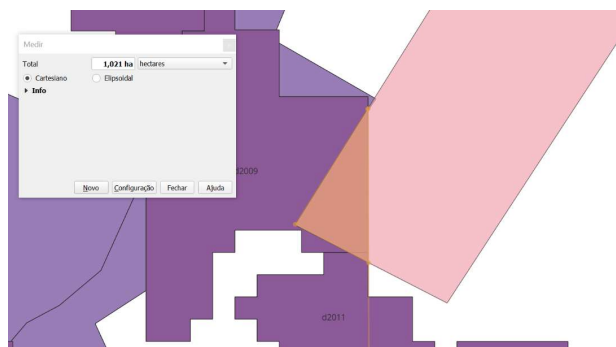 Medir
Total 1,021 ha hectares
Cartesiano Elipsoidal
Info
d2009
Novo Configuração Fechar Ajuda
d2011